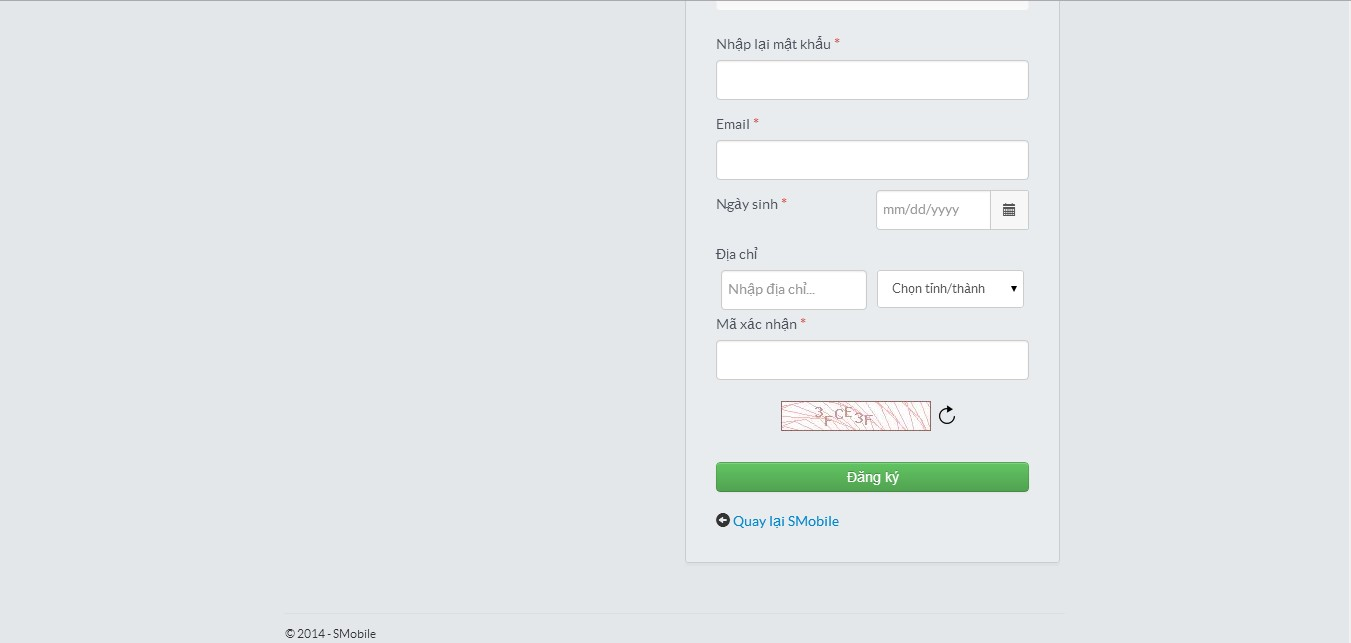 Nhập lại mật khẩu *
Email *
Ngày sinh *
mm/dd/yyyy
Địa chỉ
Nhập địa chỉ...
Chọn tỉnh/thành
Mã xác nhận *
3FCE3F
Đăng ký
Quay lại SMobile
© 2014 - SMobile